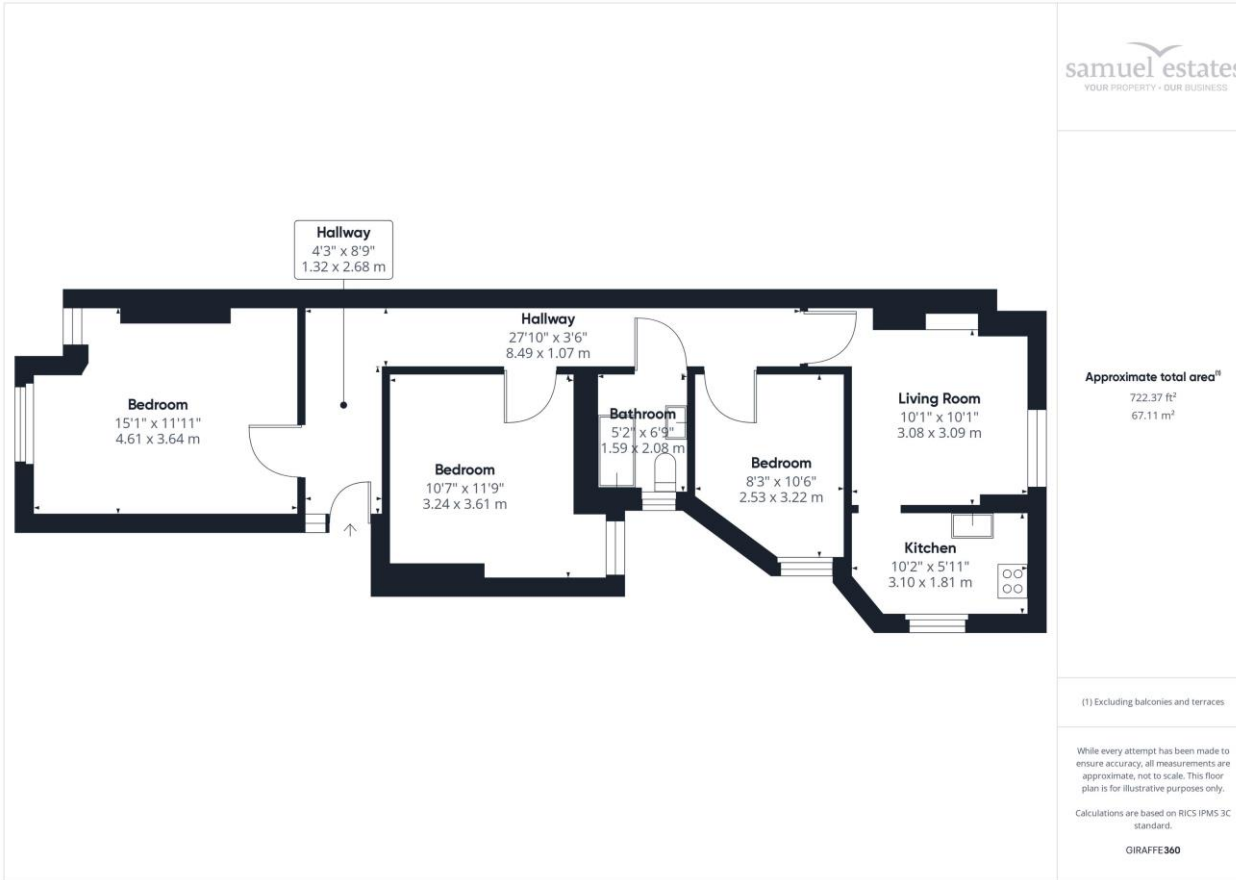 samuel estates
YOUR PROPERTY • OUR BUSINESS
Hallway
4'3" x 8'9"
1.32 x 2.68 m
Hallway
27'10" x 3'6"
8.49 x 1.07 m
Bedroom
15'1" x 11'11"
4.61 x 3.64 m
Bedroom
10'7" x 11'9"
3.24 x 3.61 m
Bathroom
5'2" x 6'9"
1.59 x 2.08 m
Bedroom
8'3" x 10'6"
2.53 x 3.22 m
Living Room
10'1" x 10'1"
3.08 x 3.09 m
Kitchen
10'2" x 5'11"
3.10 x 1.81 m
Approximate total area(1)
722.37 ft²
67.11 m²
(1) Excluding balconies and terraces
While every attempt has been made to
ensure accuracy, all measurements are
approximate, not to scale. This floor
plan is for illustrative purposes only.
Calculations are based on RICS IPMS 3C
standard.
GIRAFFE360